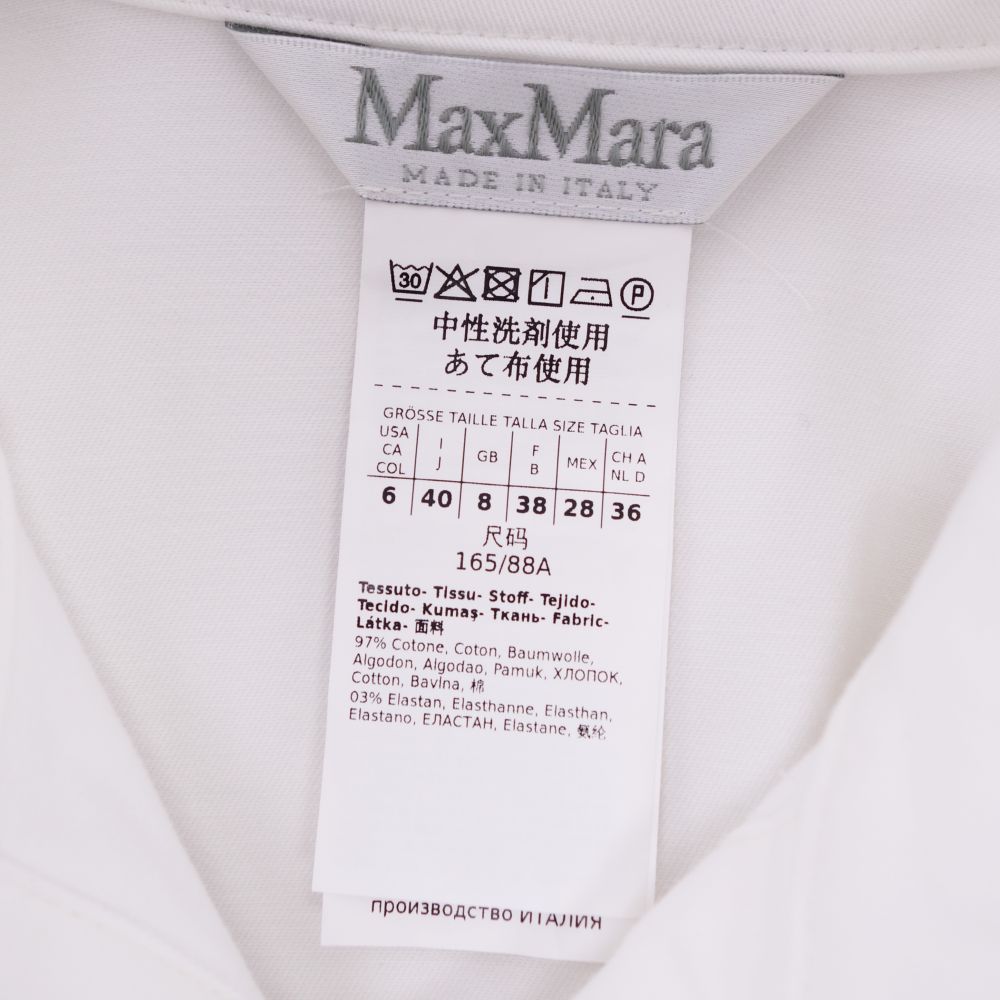 MaxMara
MADE IN ITALY
30 P
中性洗剤使用
あて布使用
GRÖSSE TAILLE TALLA SIZE TAGLIA
USA CA COL I J GB F B MEX CH A NL D
6 40 8 38 28 36
尺码
165/88A
Tessuto- Tissu- Stoff- Tejido-
Tecido- Kumaş- Ткань- Fabric-
Látka- 面料
97% Cotone, Coton, Baumwolle,
Algodon, Algodao, Pamuk, ХЛОПОК,
Cotton, Bavlna, 棉
03% Elastan, Elasthanne, Elasthan,
Elastano, ЕЛАСТАН, Elastane, 氨纶
производство ИТАЛИЯ